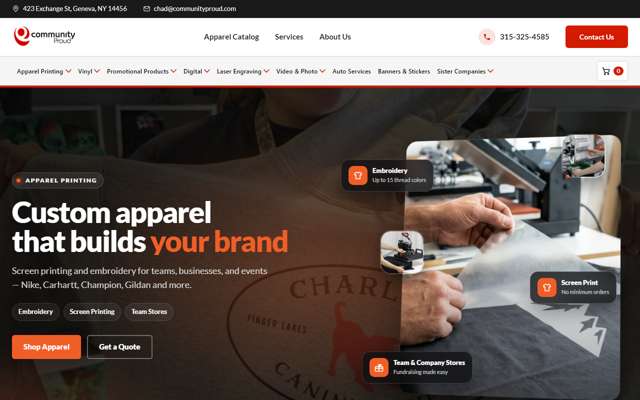 423 Exchange St, Geneva, NY 14456
chad@communityproud.com
community
Proud
Apparel Catalog
Services
About Us
315-325-4585
Contact Us
Apparel Printing
Vinyl
Promotional Products
Digital
Laser Engraving
Video & Photo
Auto Services
Banners & Stickers
Sister Companies
0
APPAREL PRINTING
Custom apparel
that builds your brand
Screen printing and embroidery for teams, businesses, and events
— Nike, Carhartt, Champion, Gildan and more.
Embroidery
Screen Printing
Team Stores
Shop Apparel
Get a Quote
Embroidery
Up to 15 thread colors
Screen Print
No minimum orders
Team & Company Stores
Fundraising made easy
CHARL
FINGER LAKES
CANIN